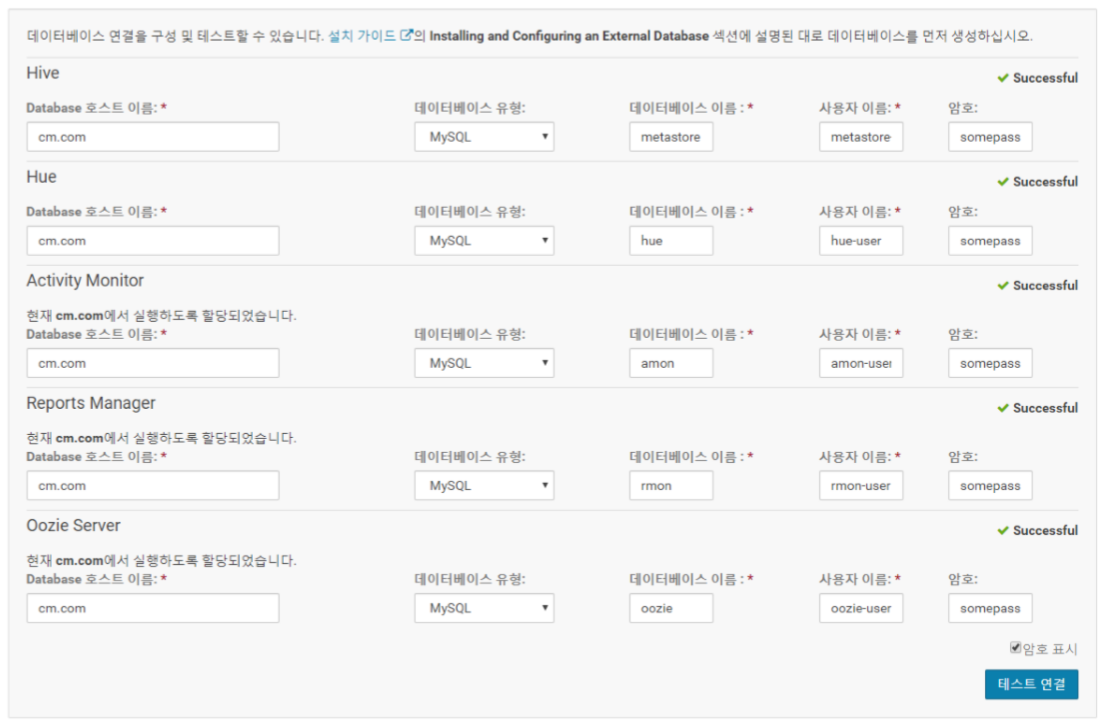 데이터베이스 연결을 구성 및 테스트할 수 있습니다. 설치 가이드의 Installing and Configuring an External Database 섹션에 설명된 대로 데이터베이스를 먼저 생성하십시오.
Hive
Successful
Database 호스트 이름: * 데이터베이스 유형: 데이터베이스 이름 : * 사용자 이름: * 암호:
cm.com MySQL metastore metastore somepass
Hue
Successful
Database 호스트 이름: * 데이터베이스 유형: 데이터베이스 이름 : * 사용자 이름: * 암호:
cm.com MySQL hue hue-user somepass
Activity Monitor
Successful
현재 cm.com에서 실행하도록 할당되었습니다.
Database 호스트 이름: * 데이터베이스 유형: 데이터베이스 이름 : * 사용자 이름: * 암호:
cm.com MySQL amon amon-user somepass
Reports Manager
Successful
현재 cm.com에서 실행하도록 할당되었습니다.
Database 호스트 이름: * 데이터베이스 유형: 데이터베이스 이름 : * 사용자 이름: * 암호:
cm.com MySQL rmon rmon-user somepass
Oozie Server
Successful
현재 cm.com에서 실행하도록 할당되었습니다.
Database 호스트 이름: * 데이터베이스 유형: 데이터베이스 이름 : * 사용자 이름: * 암호:
cm.com MySQL oozie oozie-user somepass
암호 표시
테스트 연결